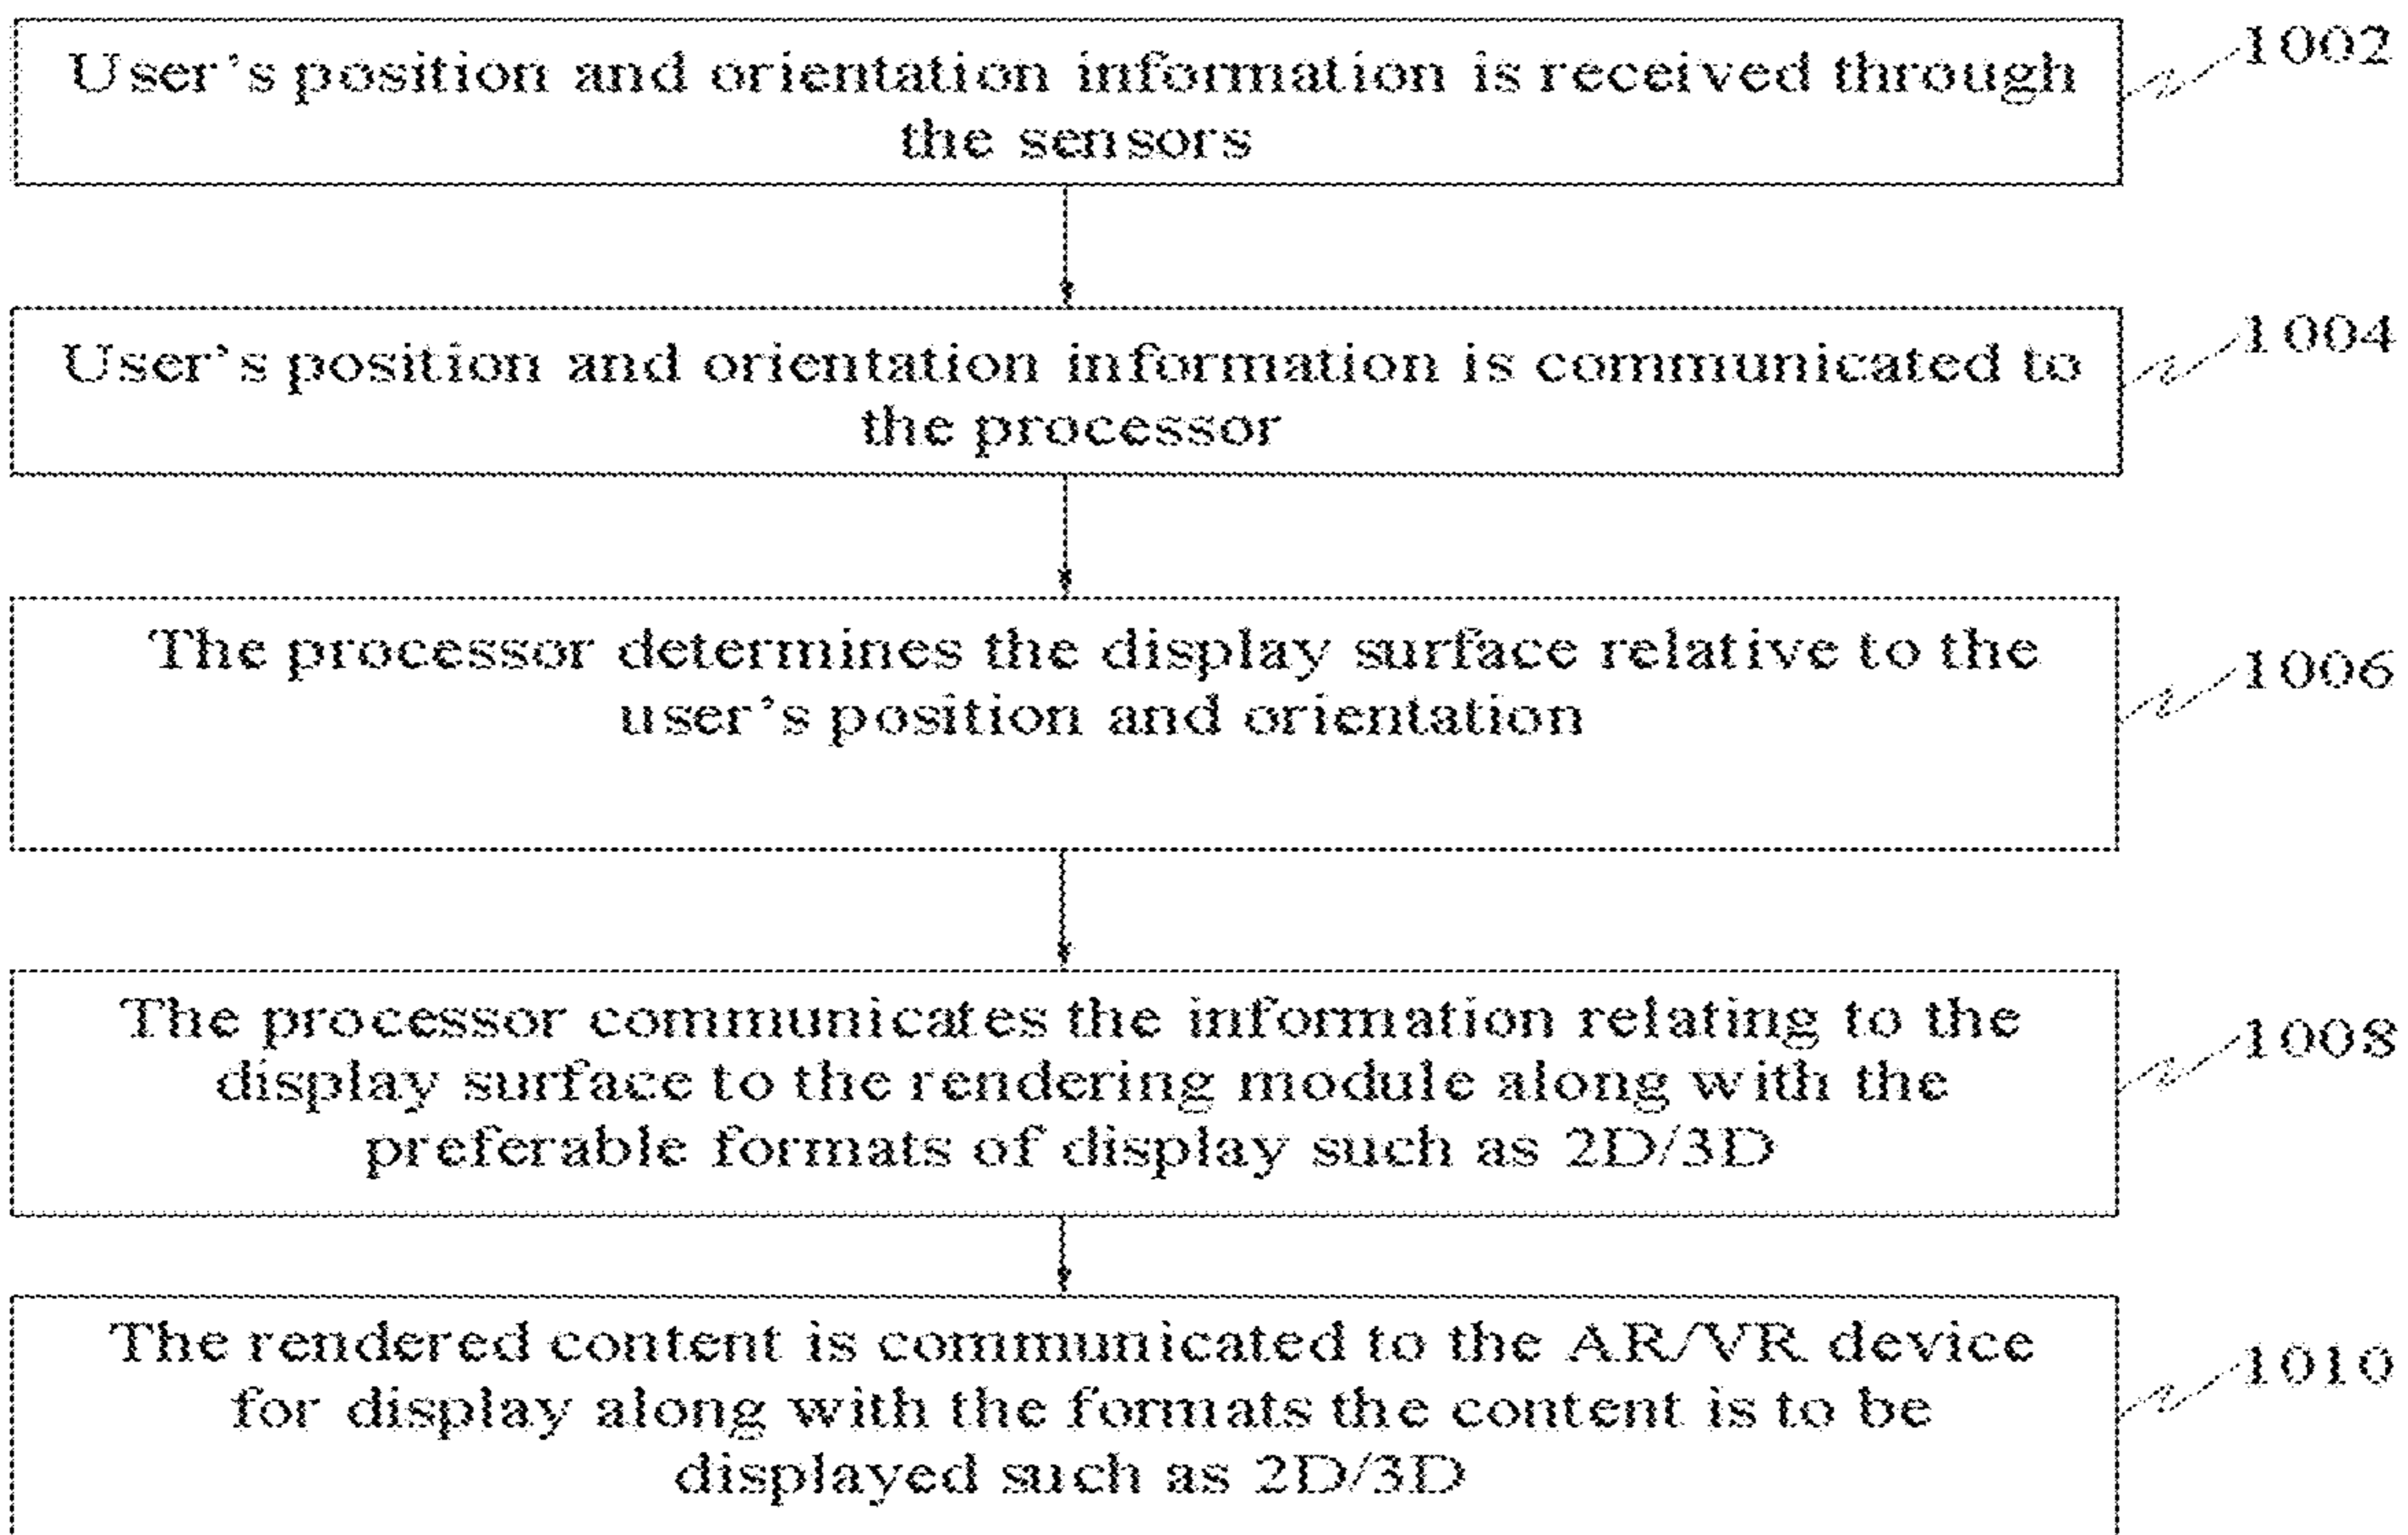 User's position and orientation information is received through
the sensors
1002
User's position and orientation information is communicated to
the processor
1004
The processor determines the display surface relative to the
user's position and orientation
1006
The processor communicates the information relating to the
display surface to the rendering module along with the
preferable formats of display such as 2D/3D
1008
The rendered content is communicated to the AR/VR device
for display along with the formats the content is to be
displayed such as 2D/3D
1010